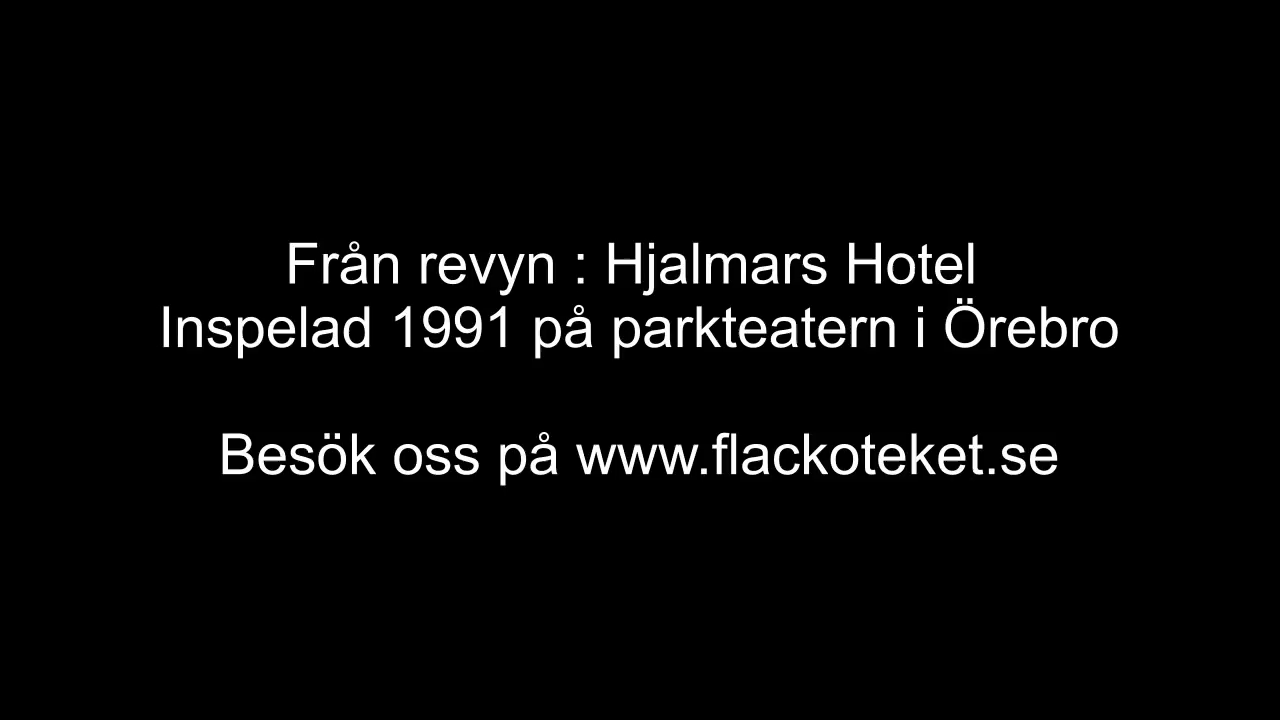 Från revyn : Hjalmars Hotel
Inspelad 1991 på parkteatern i Örebro
Besök oss på www.flackoteket.se